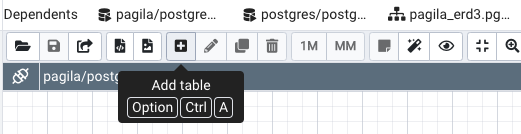 Dependents pagila/postgre... postgres/postg... pagila_erd3.pg...
1M MM
pagila/postg
Add table
Option Ctrl A